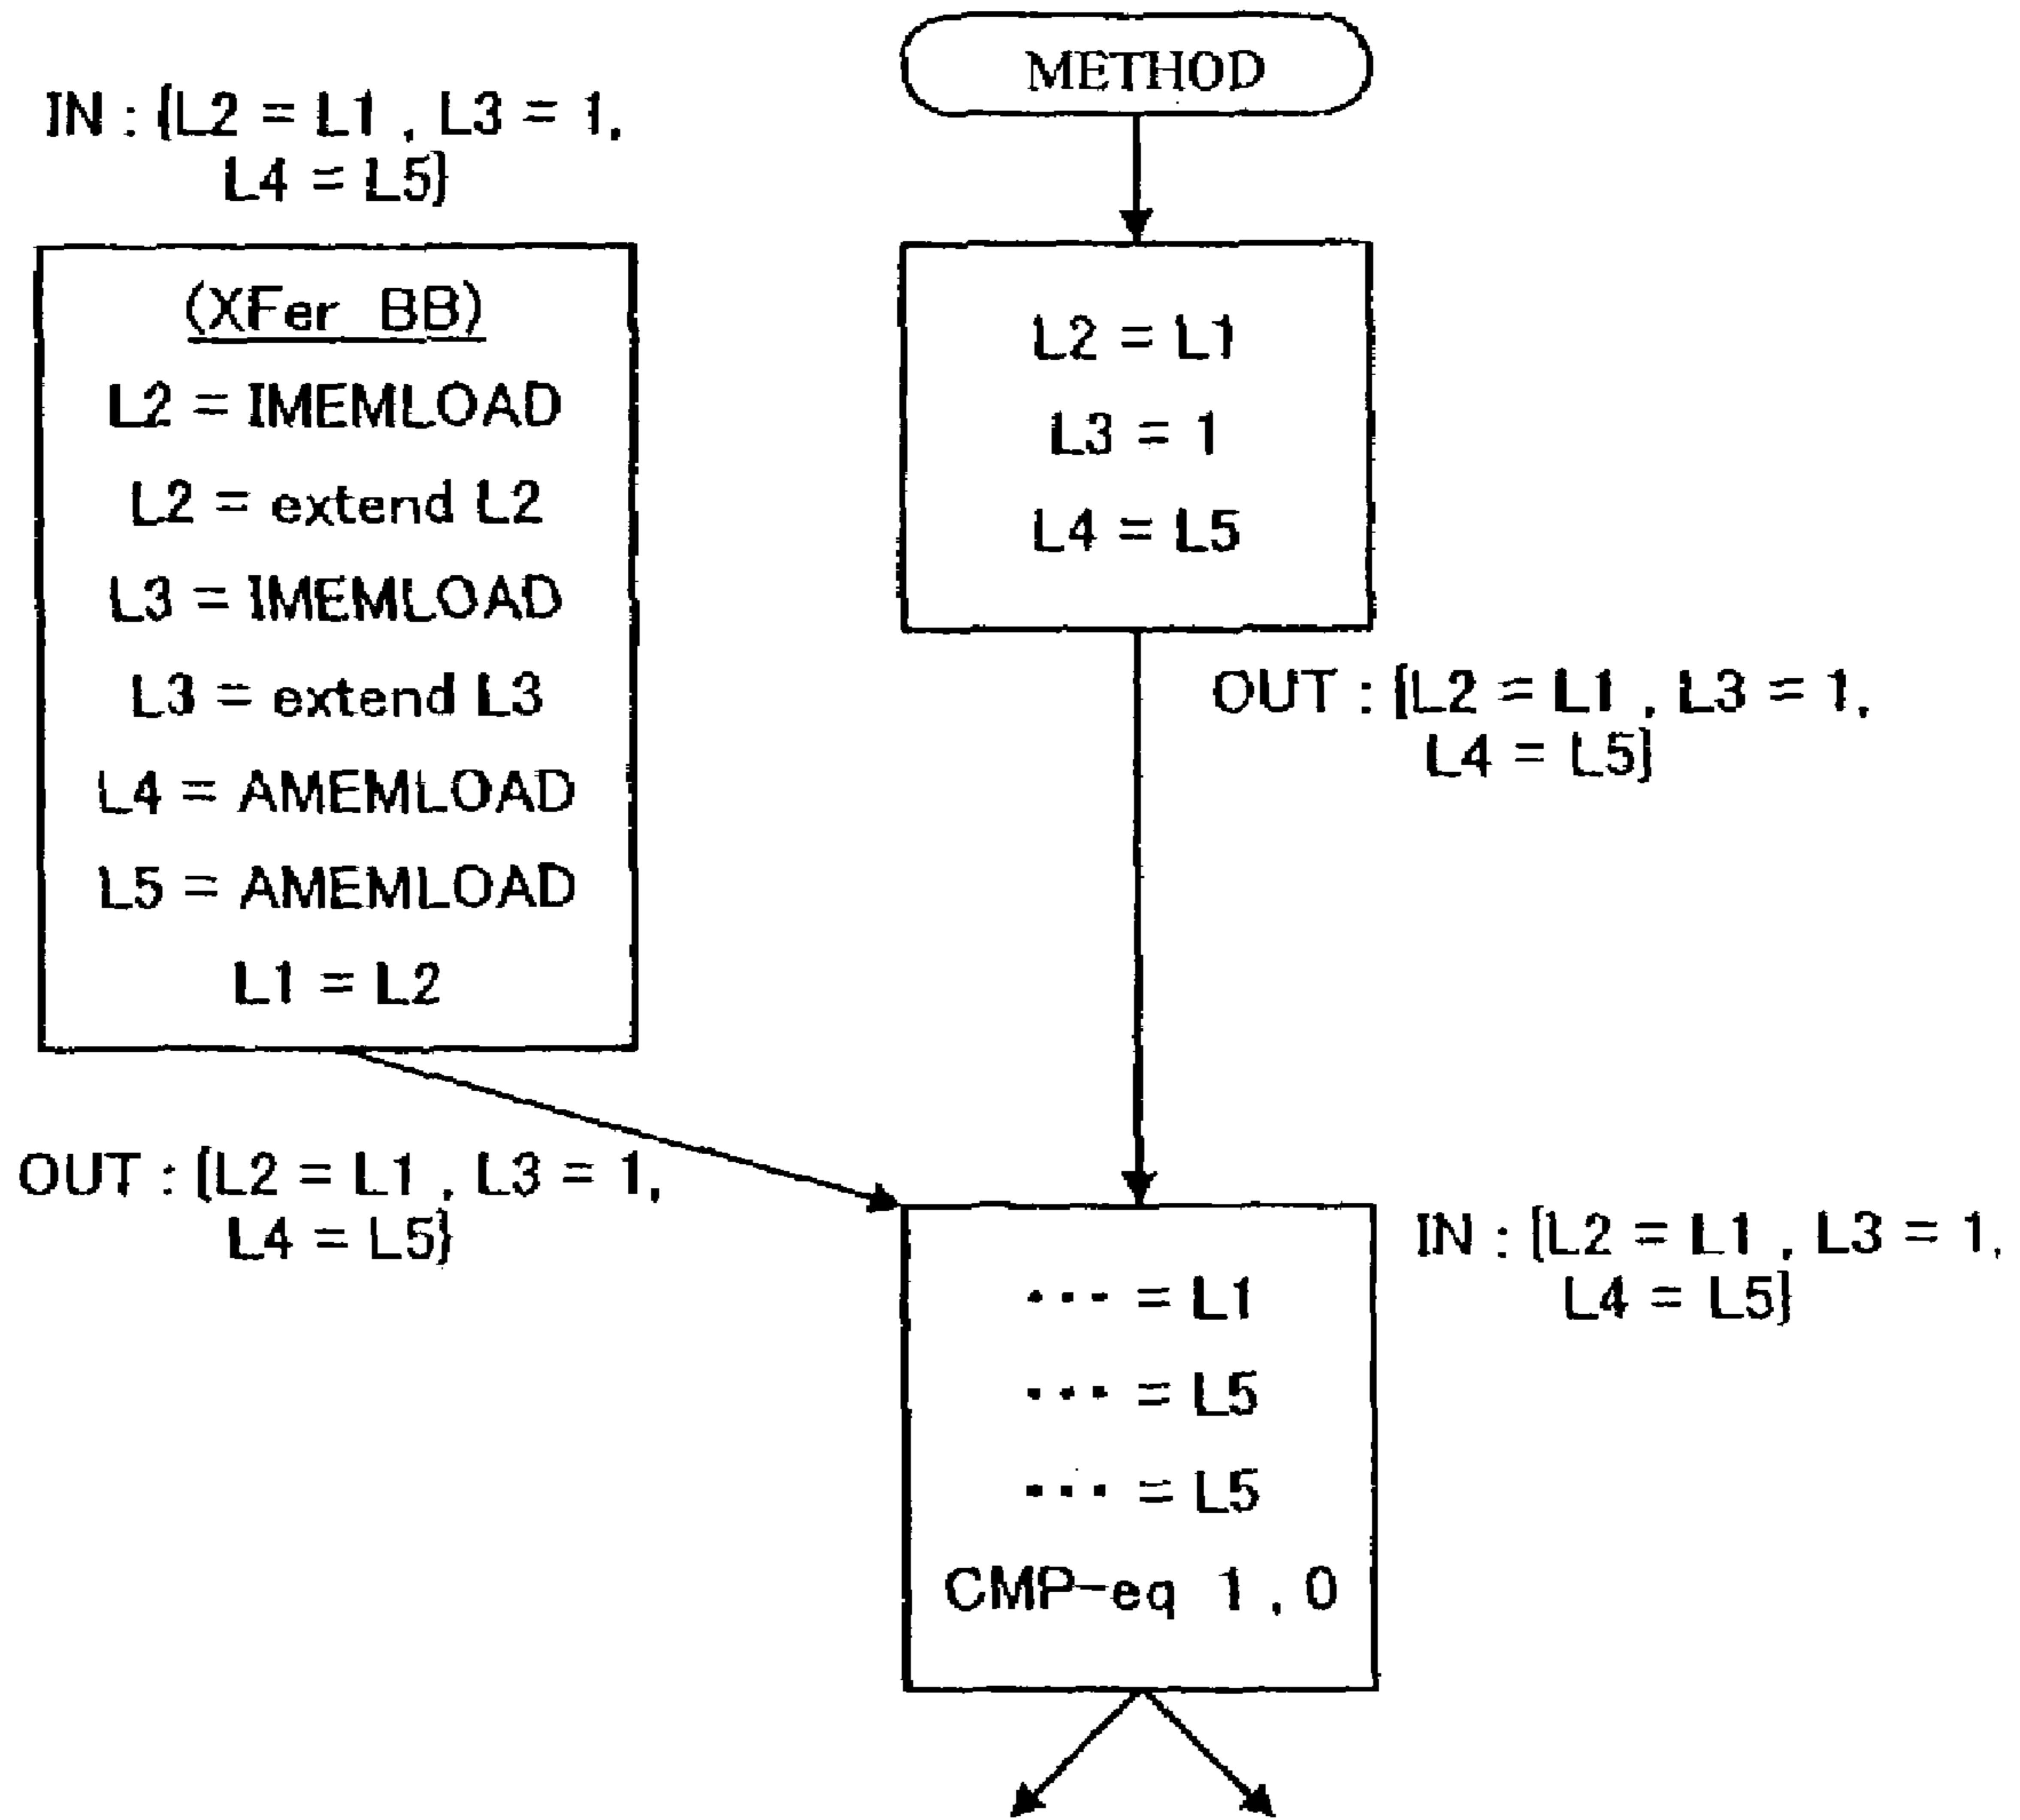 METHOD
IN : {L2 = L1 , L3 = 1,
L4 = L5}
(XFer BB)
L2 = IMEMLOAD
L2 = extend L2
L3 = IMEMLOAD
L3 = extend L3
L4 = AMEMLOAD
L5 = AMEMLOAD
L1 = L2
L2 = L1
L3 = 1
L4 = L5
OUT : {L2 = L1 , L3 = 1,
L4 = L5}
OUT : {L2 = L1 , L3 = 1,
L4 = L5}
IN : {L2 = L1 , L3 = 1,
L4 = L5}
··· = L1
··· = L5
··· = L5
CMP-eq 1 , 0